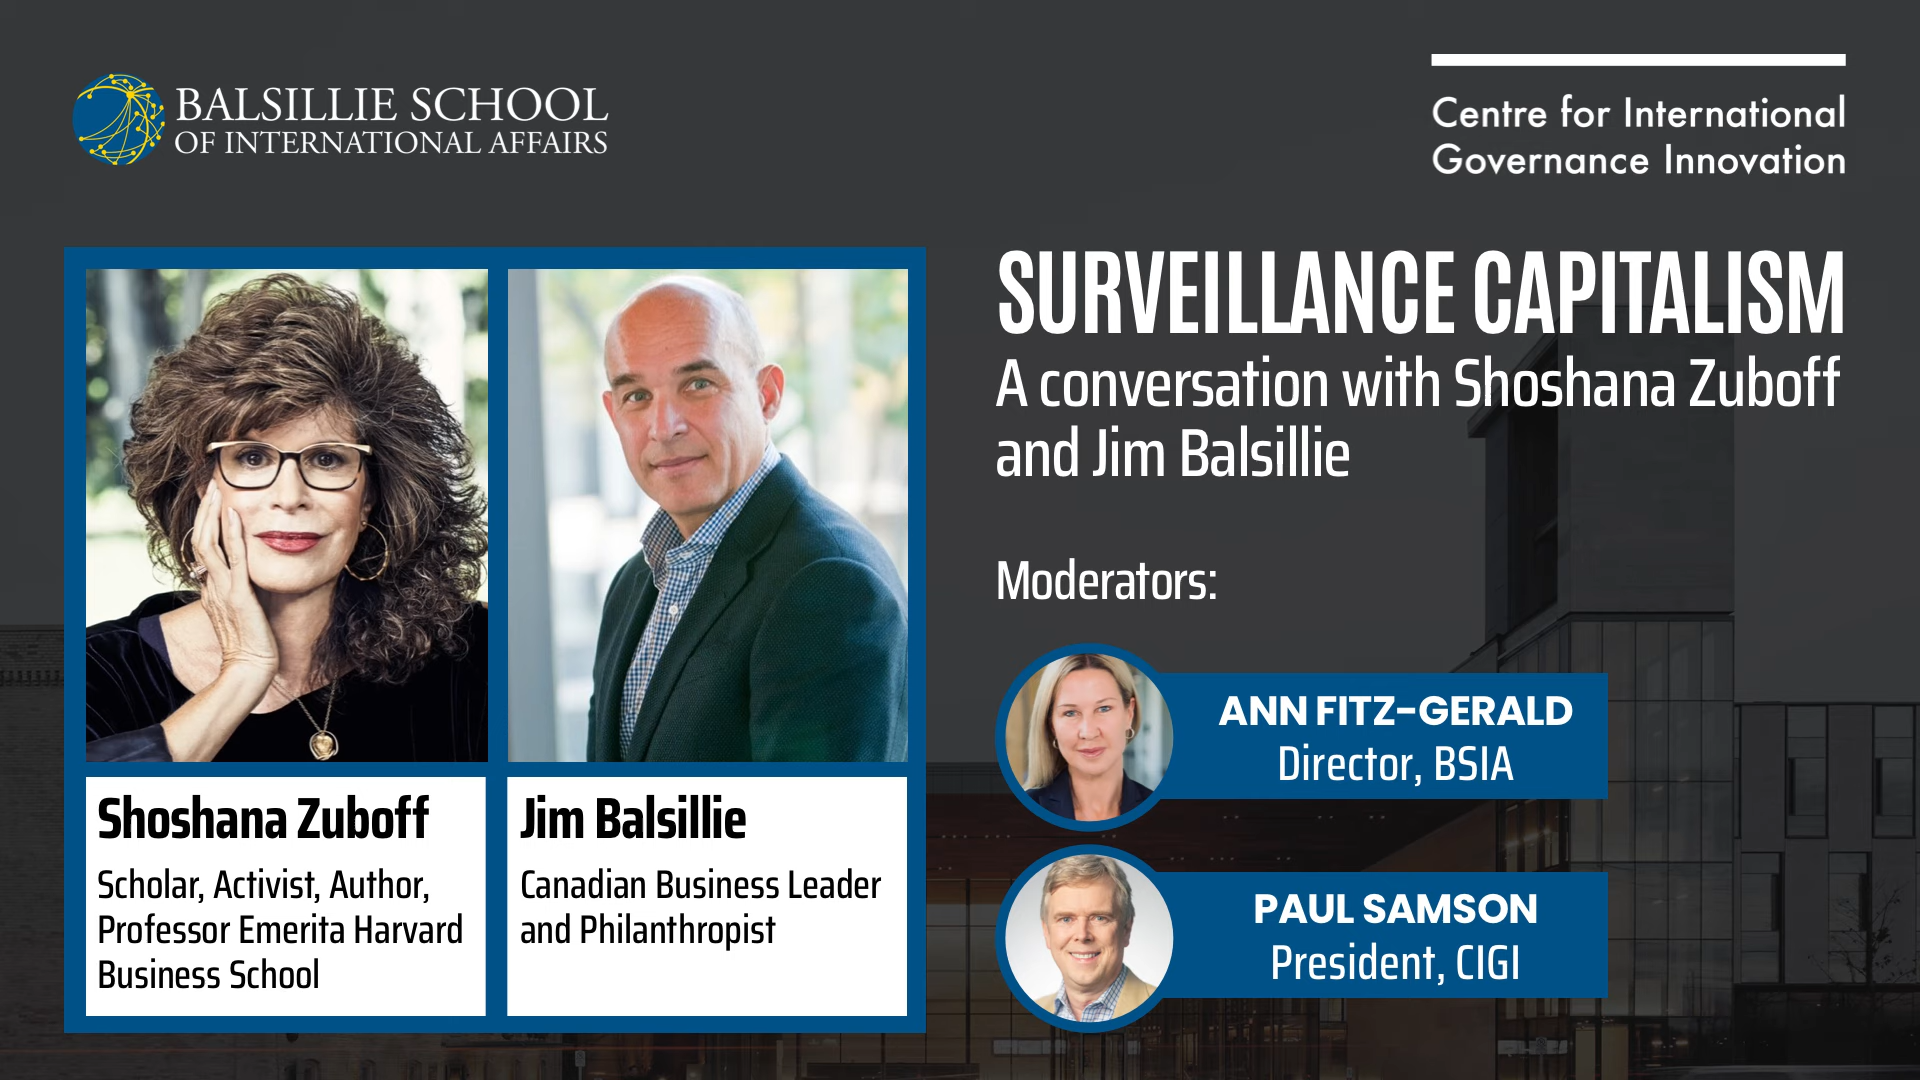 BALSILLIE SCHOOL
OF INTERNATIONAL AFFAIRS
Centre for International
Governance Innovation
SURVEILLANCE CAPITALISM
A conversation with Shoshana Zuboff
and Jim Balsillie
Shoshana Zuboff
Scholar, Activist, Author,
Professor Emerita Harvard
Business School
Jim Balsillie
Canadian Business Leader
and Philanthropist
Moderators:
ANN FITZ-GERALD
Director, BSIA
PAUL SAMSON
President, CIGI